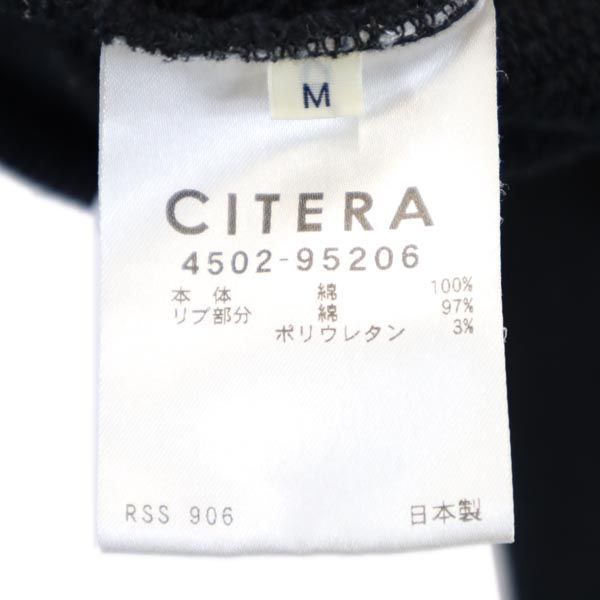 M
CITERA
4502-95206
本体 綿 100%
リブ部分 綿 97%
ポリウレタン 3%
RSS 906 日本製